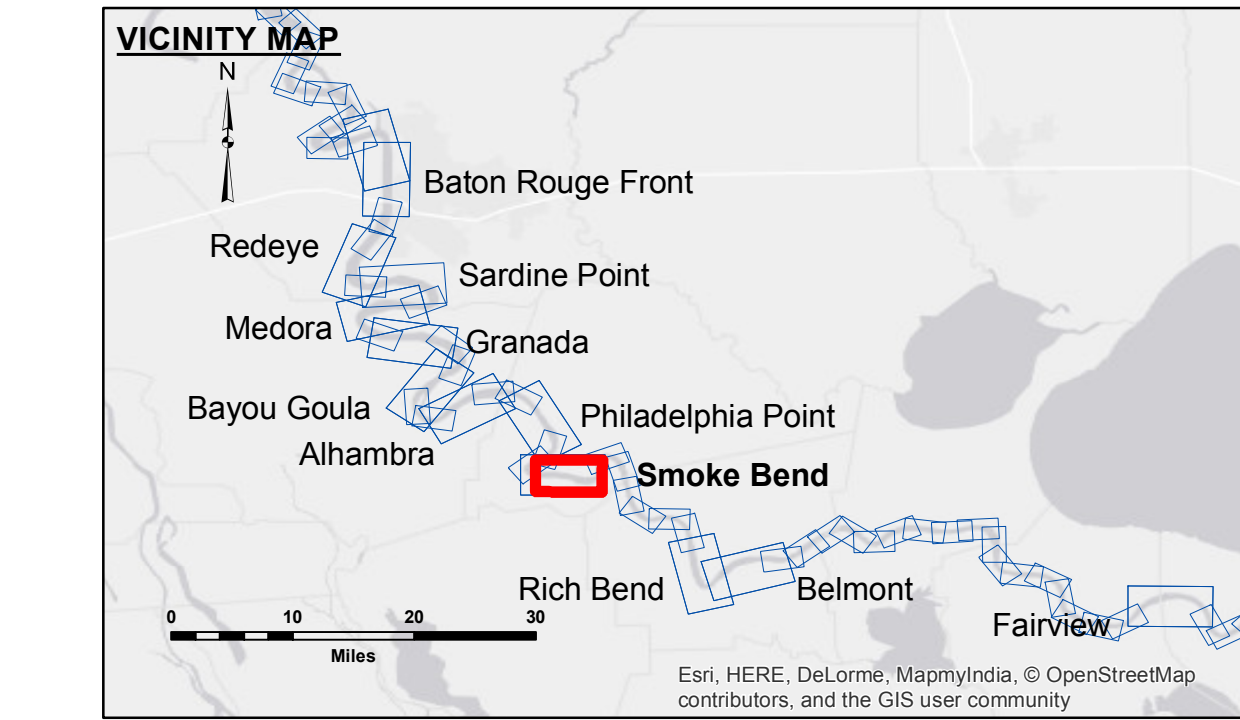 VICINITY MAP
N
Baton Rouge Front
Redeye
Sardine Point
Medora
Granada
Bayou Goula
Philadelphia Point
Alhambra
Smoke Bend
Rich Bend
Belmont
Fairview
0 10 20 30
Miles
Esri, HERE, DeLorme, MapmyIndia, © OpenStreetMap
contributors, and the GIS user community